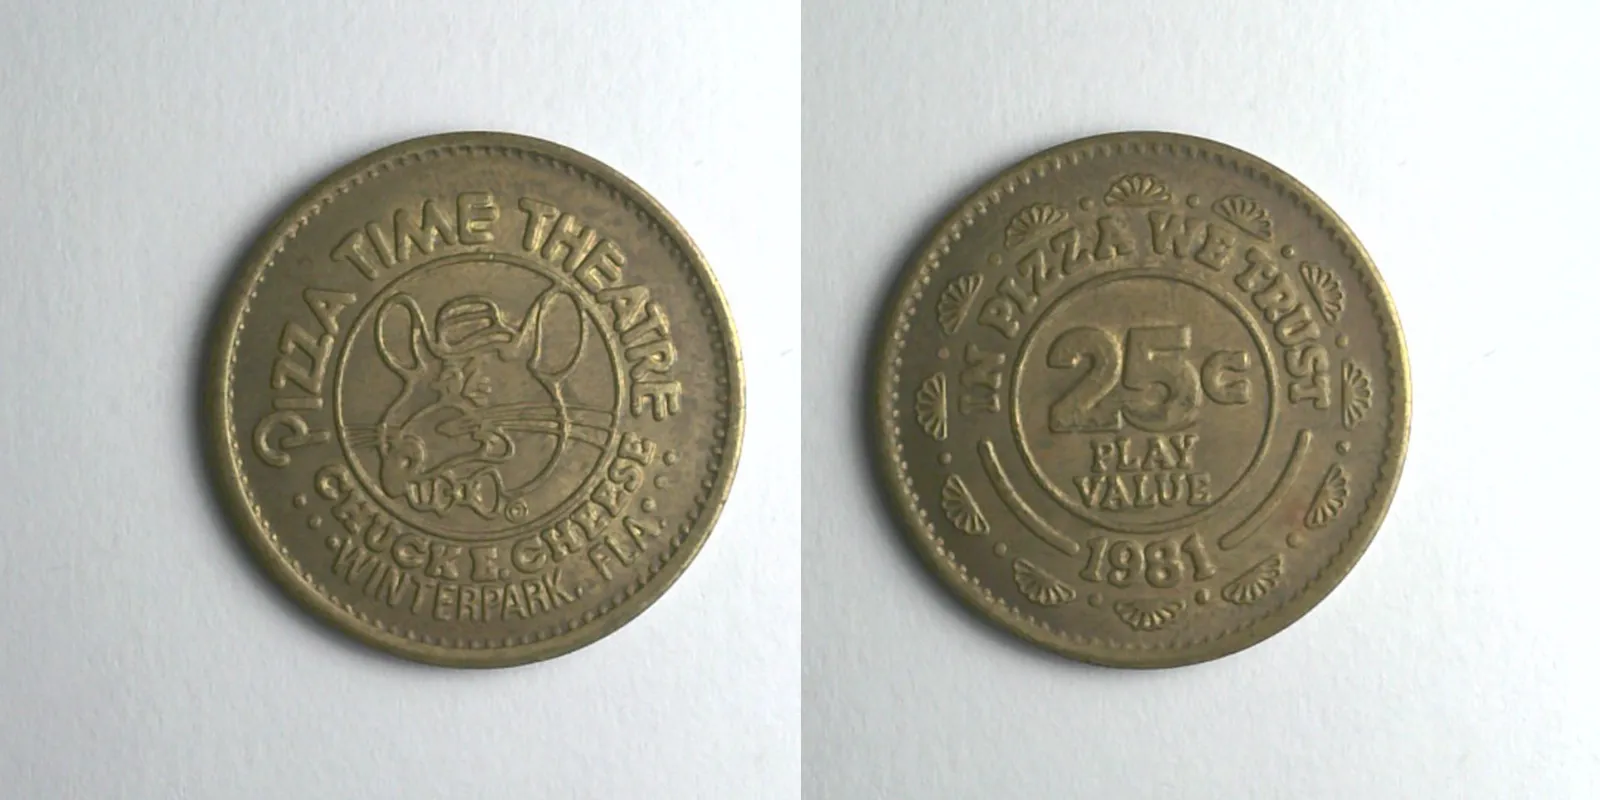 PIZZA TIME THEATRE
CHUCK E. CHEESE
WINTERPARK, FLA.
©
IN PIZZA WE TRUST
25¢
PLAY
VALUE
1981